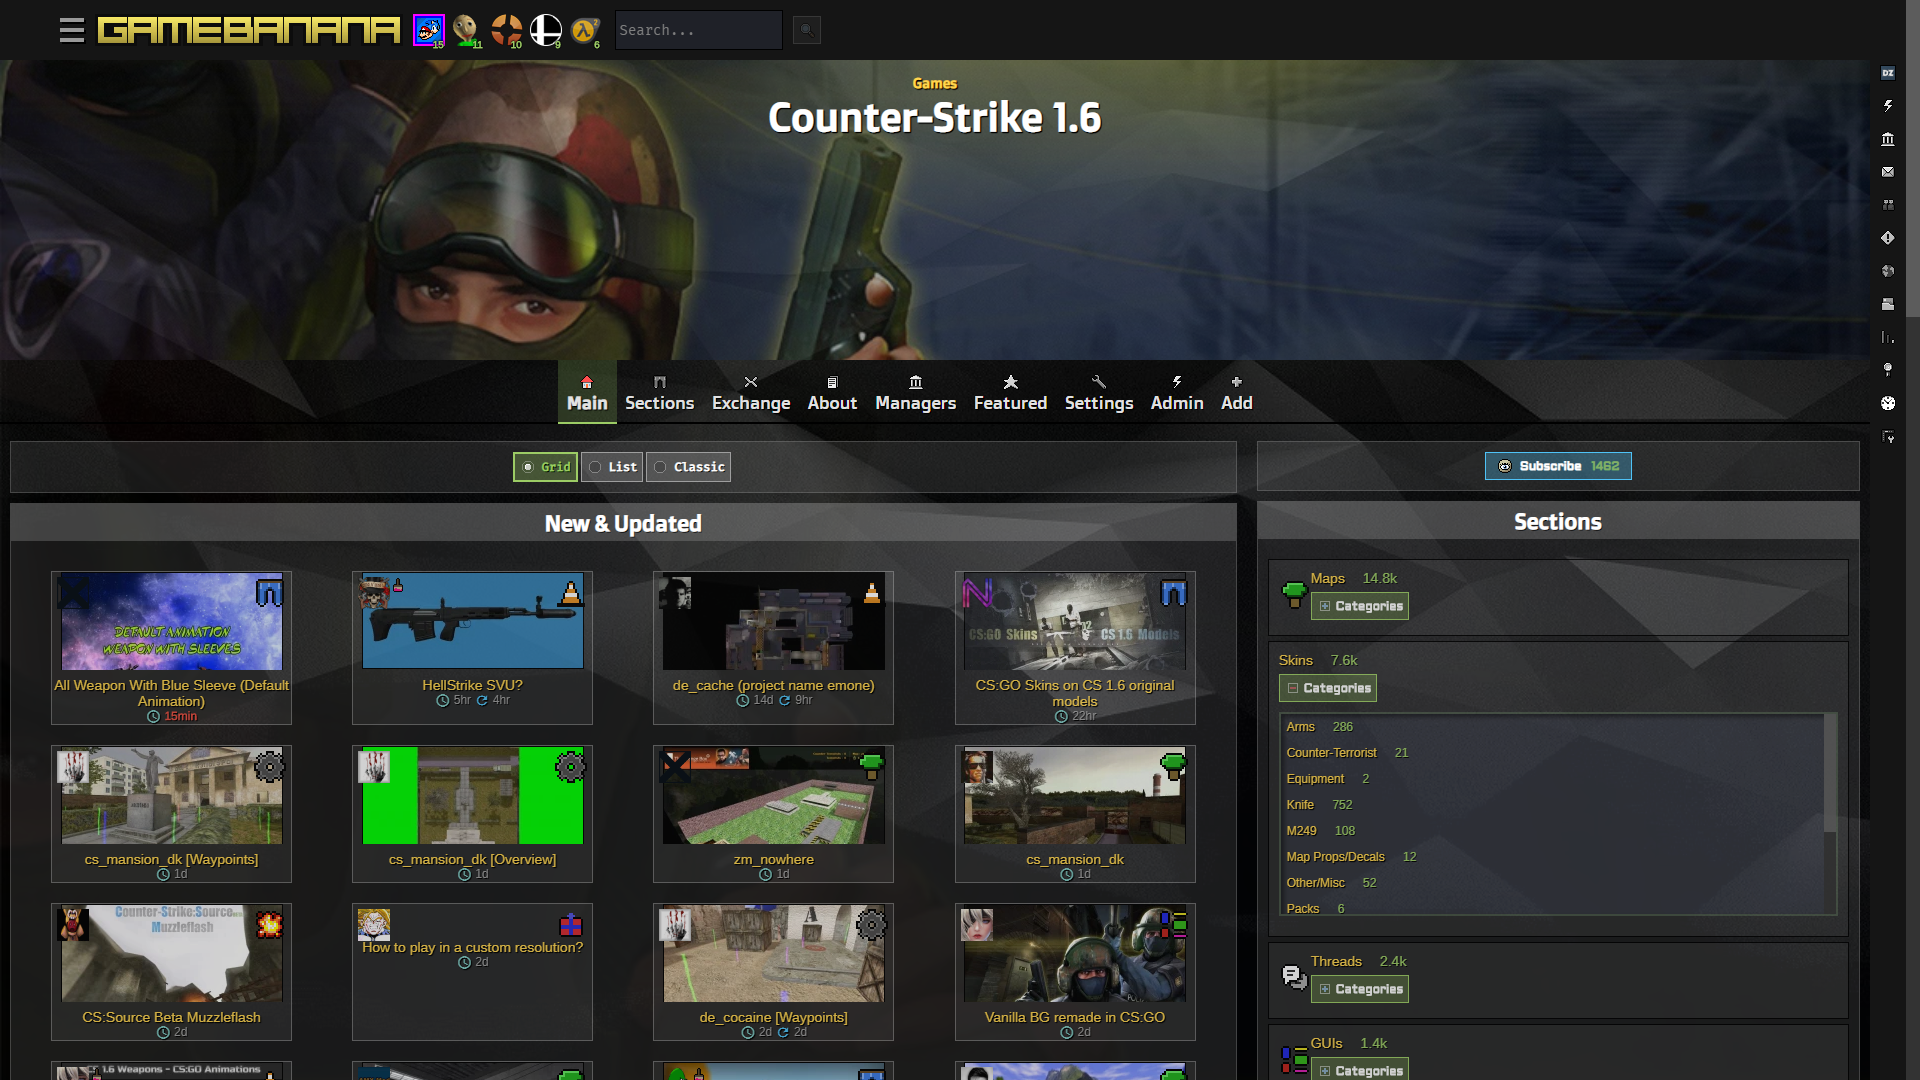 GAMEBANANA
15
11
10
9
6
Search...
Games
Counter-Strike 1.6
Main
Sections
Exchange
About
Managers
Featured
Settings
Admin
Add
Grid
List
Classic
Subscribe 1462
New & Updated
DEFAULT ANIMATION
WEAPON WITH SLEEVES
All Weapon With Blue Sleeve (Default
Animation)
15min
HellStrike SVU?
5hr 4hr
de_cache (project name emone)
14d 9hr
CS:GO Skins
CS 1.6 Models
CS:GO Skins on CS 1.6 original
models
22hr
cs_mansion_dk [Waypoints]
1d
cs_mansion_dk [Overview]
1d
zm_nowhere
1d
cs_mansion_dk
1d
Counter-Strike:Source
Muzzleflash
CS:Source Beta Muzzleflash
2d
How to play in a custom resolution?
2d
A
de_cocaine [Waypoints]
2d 2d
Vanilla BG remade in CS:GO
2d
1.6 Weapons - CS:GO Animations
Sections
Maps 14.8k
Categories
Skins 7.6k
Categories
Arms 286
Counter-Terrorist 21
Equipment 2
Knife 752
M249 108
Map Props/Decals 12
Other/Misc 52
Packs 6
Threads 2.4k
Categories
GUIs 1.4k
Categories
DZ